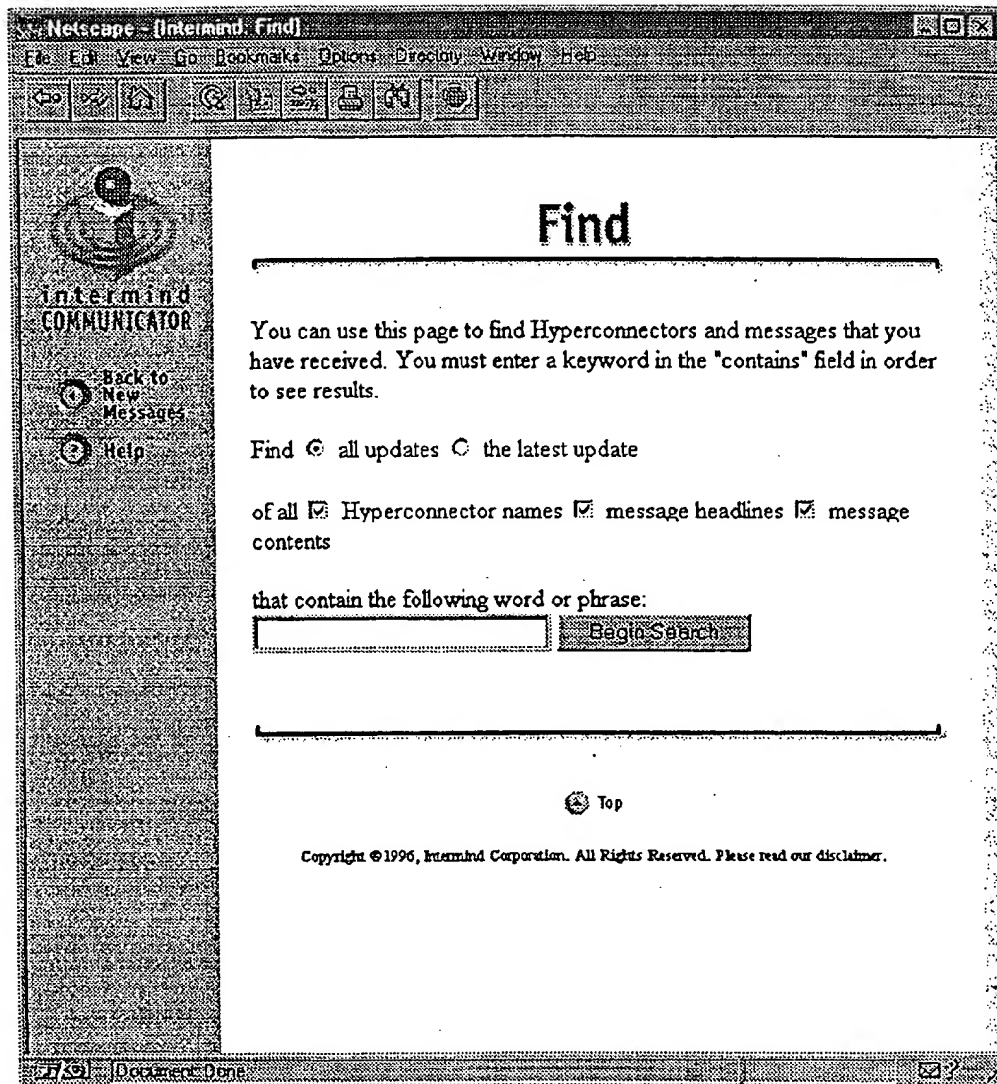 Netscape - [Intermind: Find]
File Edit View Go Bookmarks Options Directory Window Help
intermind
COMMUNICATOR
Back to
New
Messages
Help
Find
You can use this page to find Hyperconnectors and messages that you
have received. You must enter a keyword in the "contains" field in order
to see results.
Find all updates the latest update
of all Hyperconnector names message headlines message
contents
that contain the following word or phrase:
Begin Search
Top
Copyright ©1996, Intermind Corporation. All Rights Reserved. Please read our disclaimer.
Document: Done